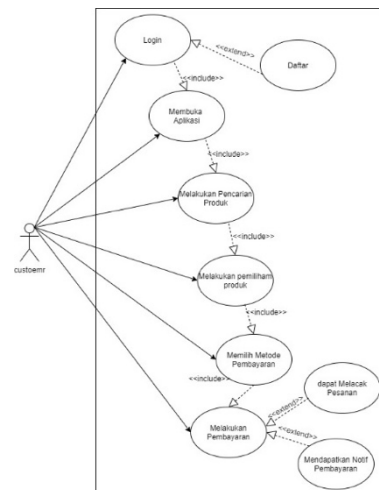 Login
<<extend>>
Daftar
<<include>>
Membuka
Aplikasi
<<include>>
Melakukan Pencarian
Produk
<<include>>
custoemr
Melakukan pemiliham
produk
<<include>>
Memilih Metode
Pembayaran
<<include>>
dapat Melacak
Pesanan
<<extend>>
Melakukan
Pembayaran
<<extend>>
Mendapatkan Notif
Pembayaran